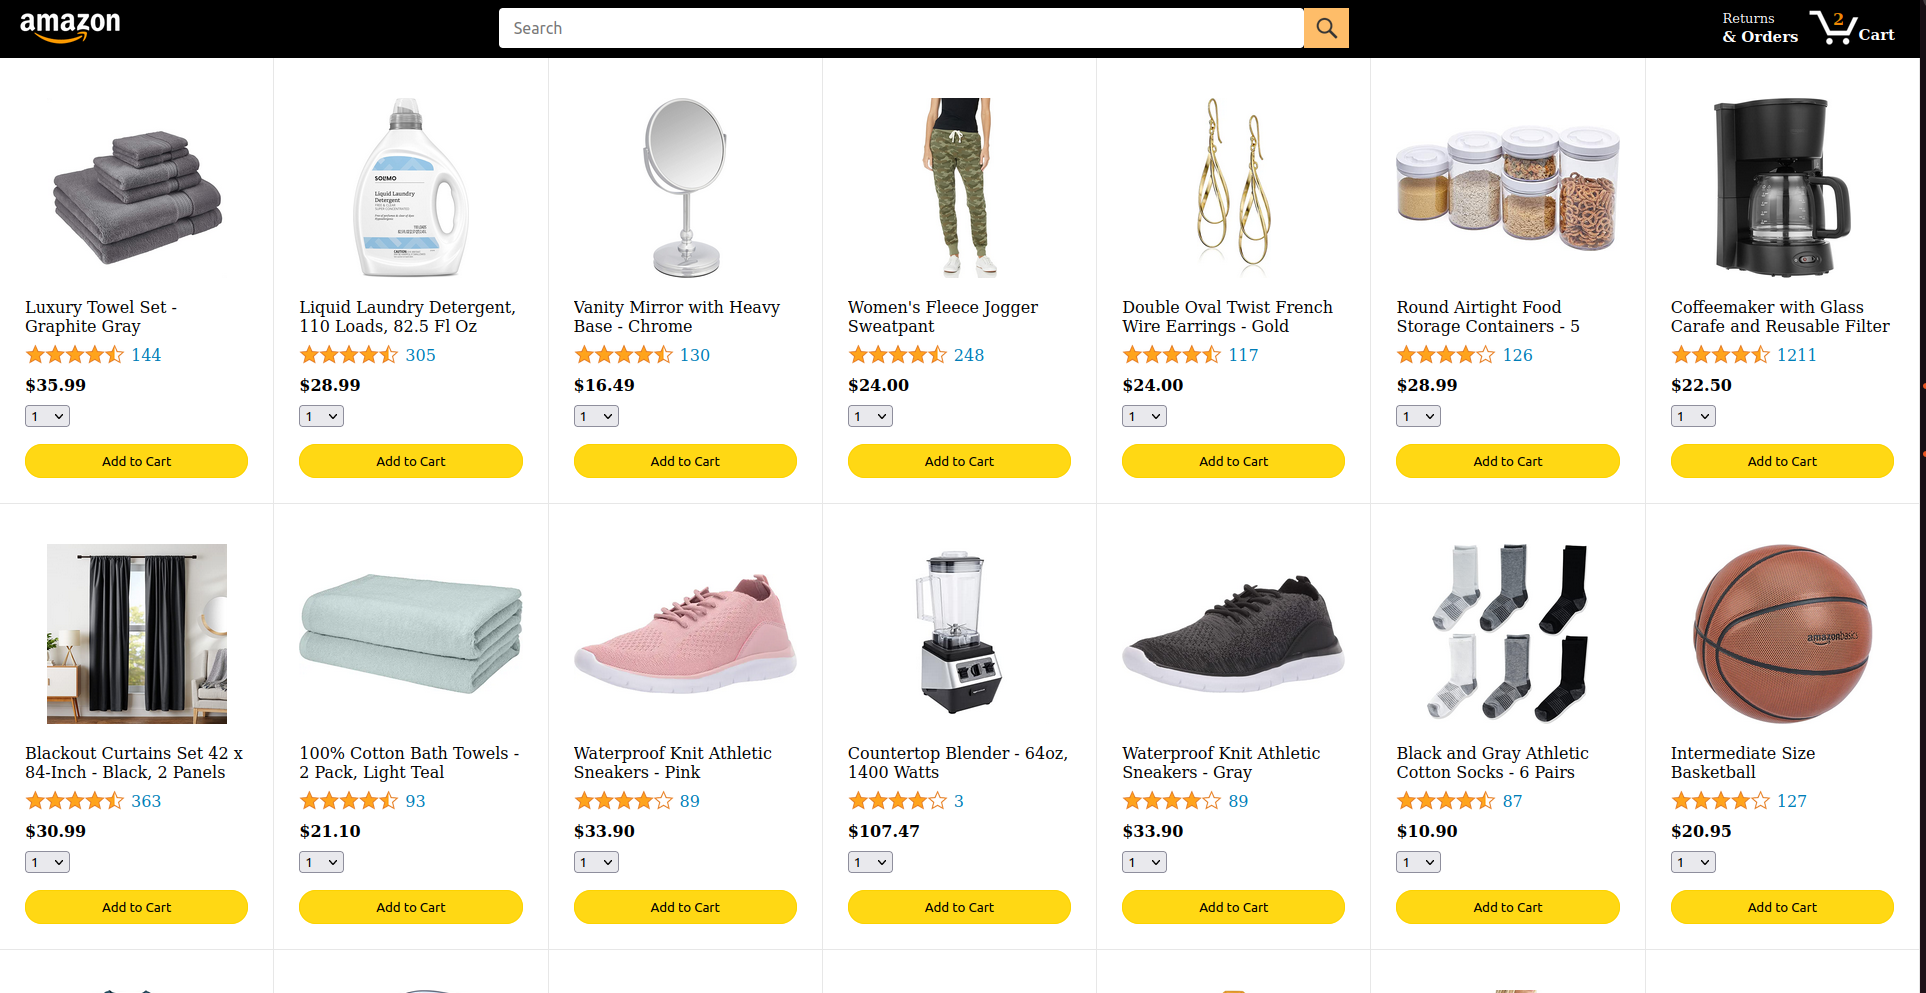 amazon
Search
Returns
& Orders
2
Cart
SOLIMO
Liquid Laundry
Detergent
Luxury Towel Set -
Graphite Gray
144
$35.99
1
Add to Cart
Liquid Laundry Detergent,
110 Loads, 82.5 Fl Oz
305
$28.99
1
Add to Cart
Vanity Mirror with Heavy
Base - Chrome
130
$16.49
1
Add to Cart
Women's Fleece Jogger
Sweatpant
248
$24.00
1
Add to Cart
Double Oval Twist French
Wire Earrings - Gold
117
$24.00
1
Add to Cart
Round Airtight Food
Storage Containers - 5
126
$28.99
1
Add to Cart
Coffeemaker with Glass
Carafe and Reusable Filter
1211
$22.50
1
Add to Cart
Blackout Curtains Set 42 x
84-Inch - Black, 2 Panels
363
$30.99
1
Add to Cart
100% Cotton Bath Towels -
2 Pack, Light Teal
93
$21.10
1
Add to Cart
Waterproof Knit Athletic
Sneakers - Pink
89
$33.90
1
Add to Cart
Countertop Blender - 64oz,
1400 Watts
3
$107.47
1
Add to Cart
Waterproof Knit Athletic
Sneakers - Gray
89
$33.90
1
Add to Cart
Black and Gray Athletic
Cotton Socks - 6 Pairs
87
$10.90
1
Add to Cart
amazonbasics
Intermediate Size
Basketball
127
$20.95
1
Add to Cart